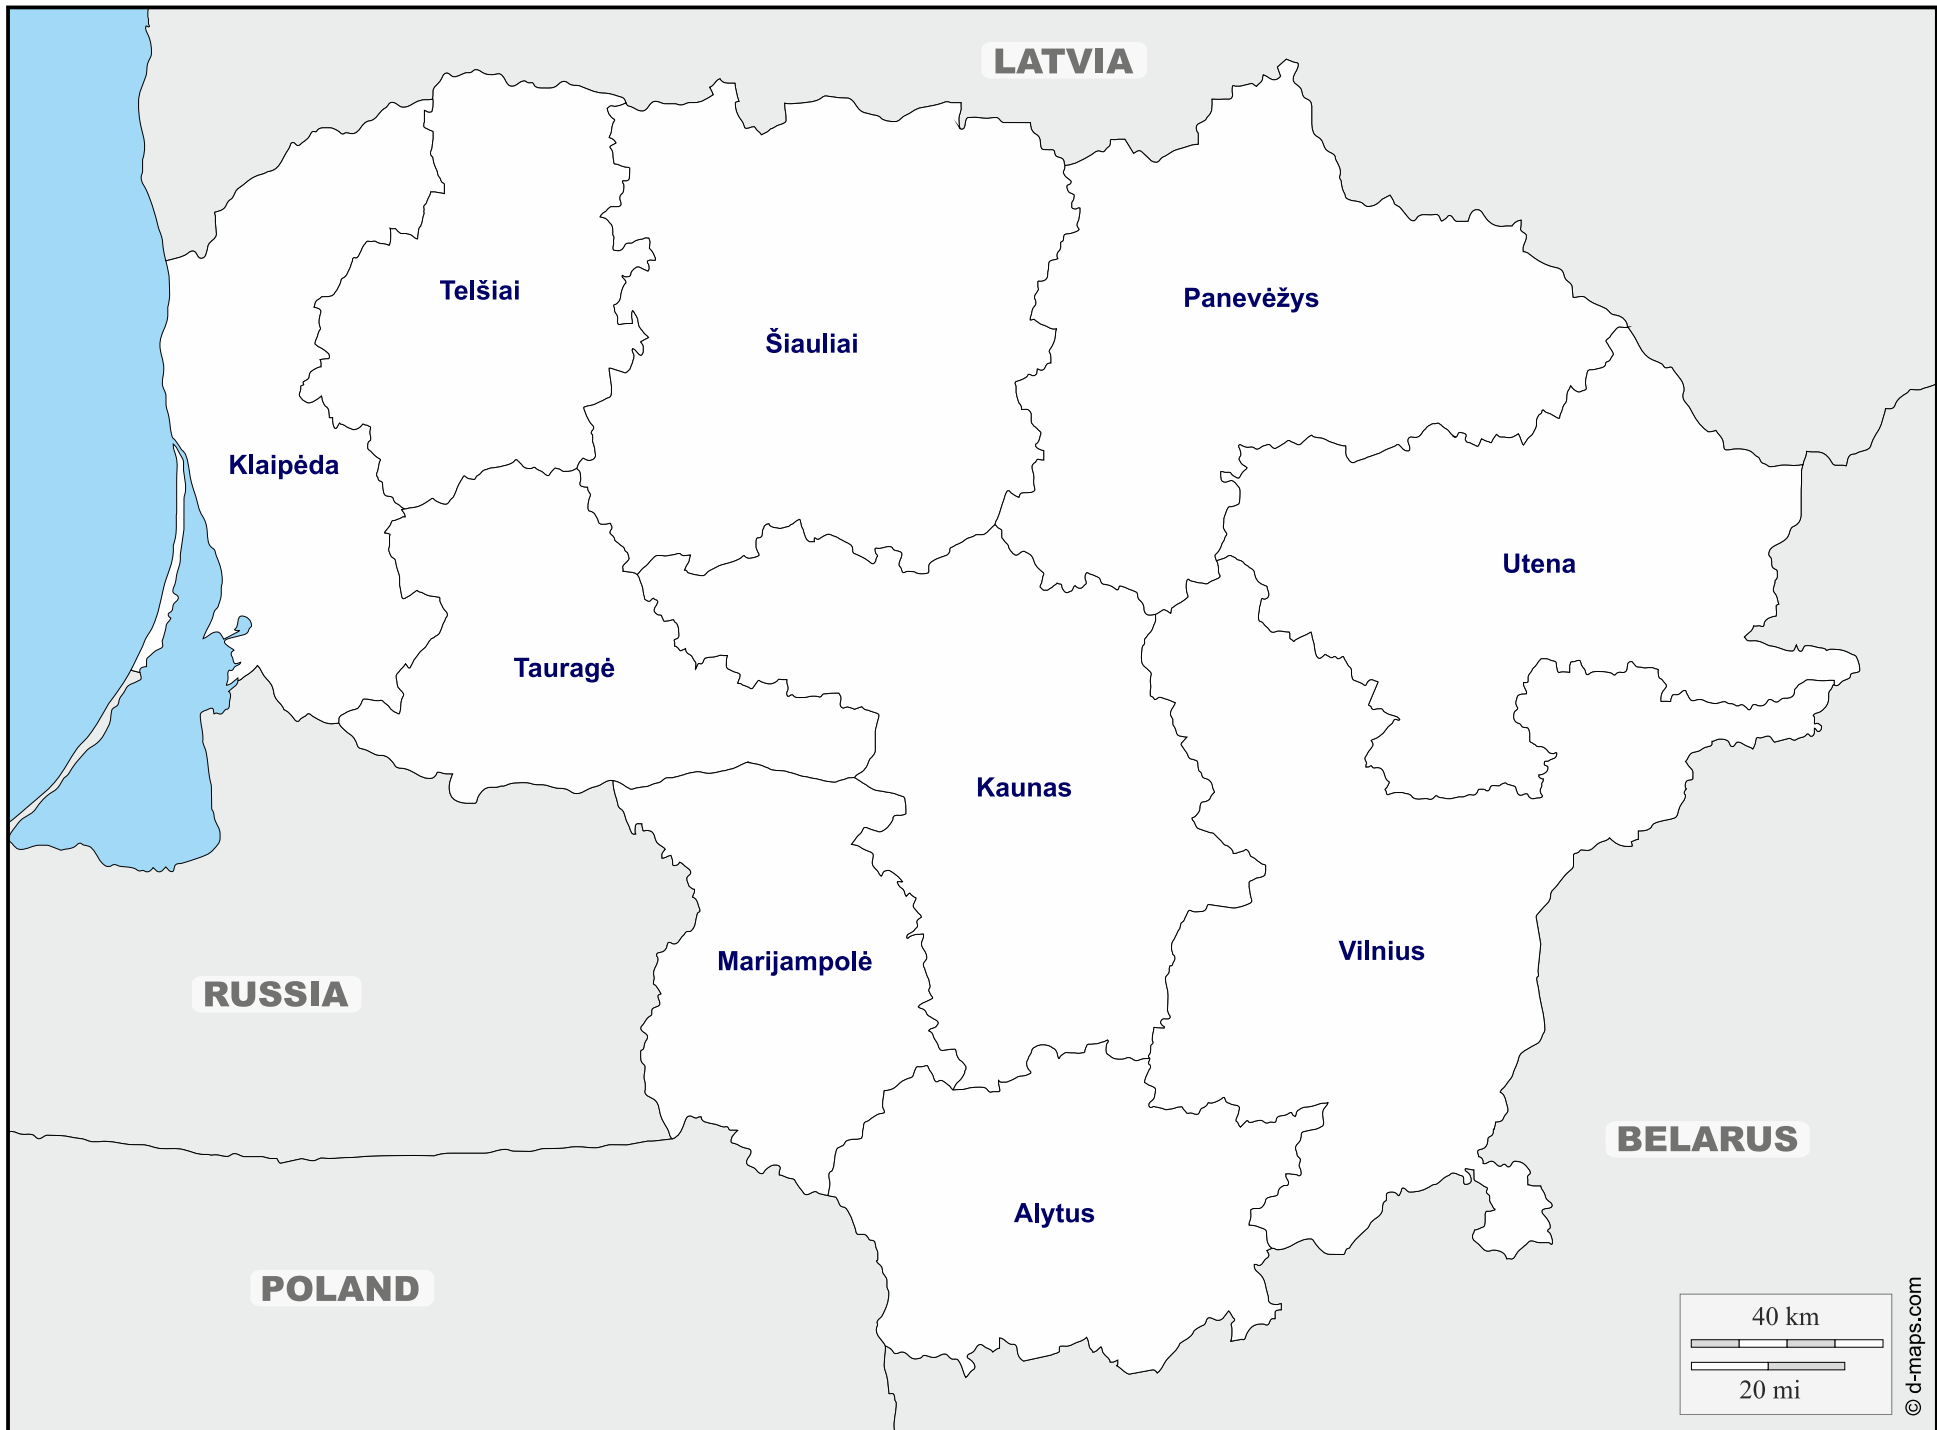 LATVIA
Telšiai
Panevėžys
Šiauliai
Klaipėda
Utena
Tauragė
Kaunas
Marijampolė
Vilnius
RUSSIA
BELARUS
Alytus
POLAND
40 km
20 mi
© d-maps.com